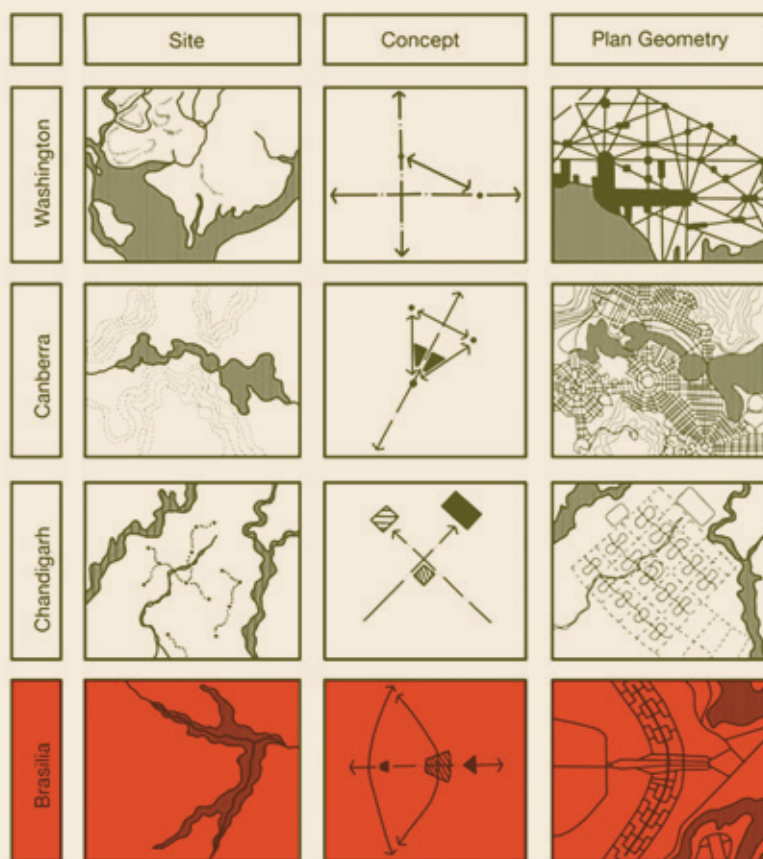 Site
Concept
Plan Geometry
Washington
Canberra
Chandigarh
Brasilia